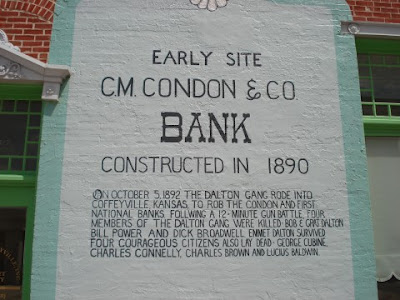 EARLY SITE
C.M. CONDON & CO.
BANK
CONSTRUCTED IN 1890
ON OCTOBER 5, 1892 THE DALTON GANG RODE INTO
COFFEYVILLE KANSAS, TO ROB THE CONDON AND FIRST
NATIONAL BANKS. FOLLWING A 12-MINUTE GUN BATTLE, FOUR
MEMBERS OF THE DALTON GANG WERE KILLED - BOB & GRAT DALTON
BILL POWER AND DICK BROADWELL EMMET DALTON SURVIVED
FOUR COURAGEOUS CITIZENS ALSO LAY DEAD - GEORGE CUBINE,
CHARLES CONNELLY, CHARLES BROWN AND LUCIUS BALDWIN.